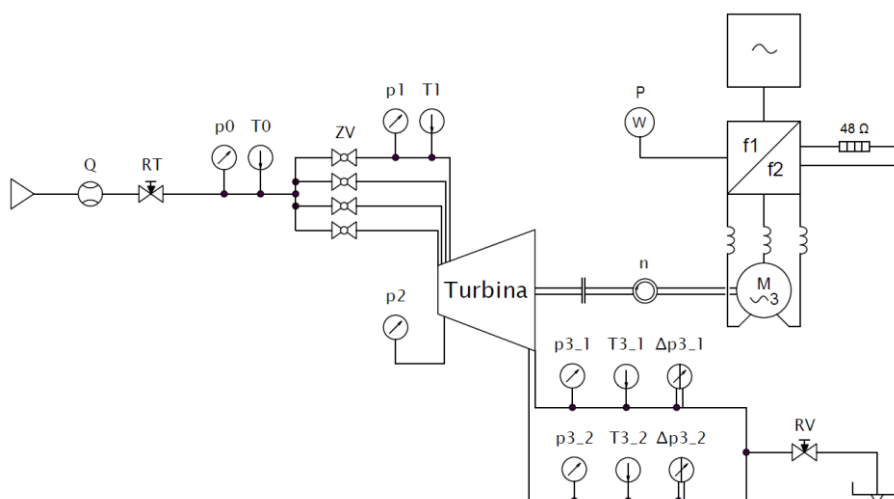 P
48 Ω
W
f1
f2
p1
T1
p0
T0
ZV
Q
RT
n
M
3
Turbina
p2
p3_1
T3_1
Δp3_1
RV
p3_2
T3_2
Δp3_2